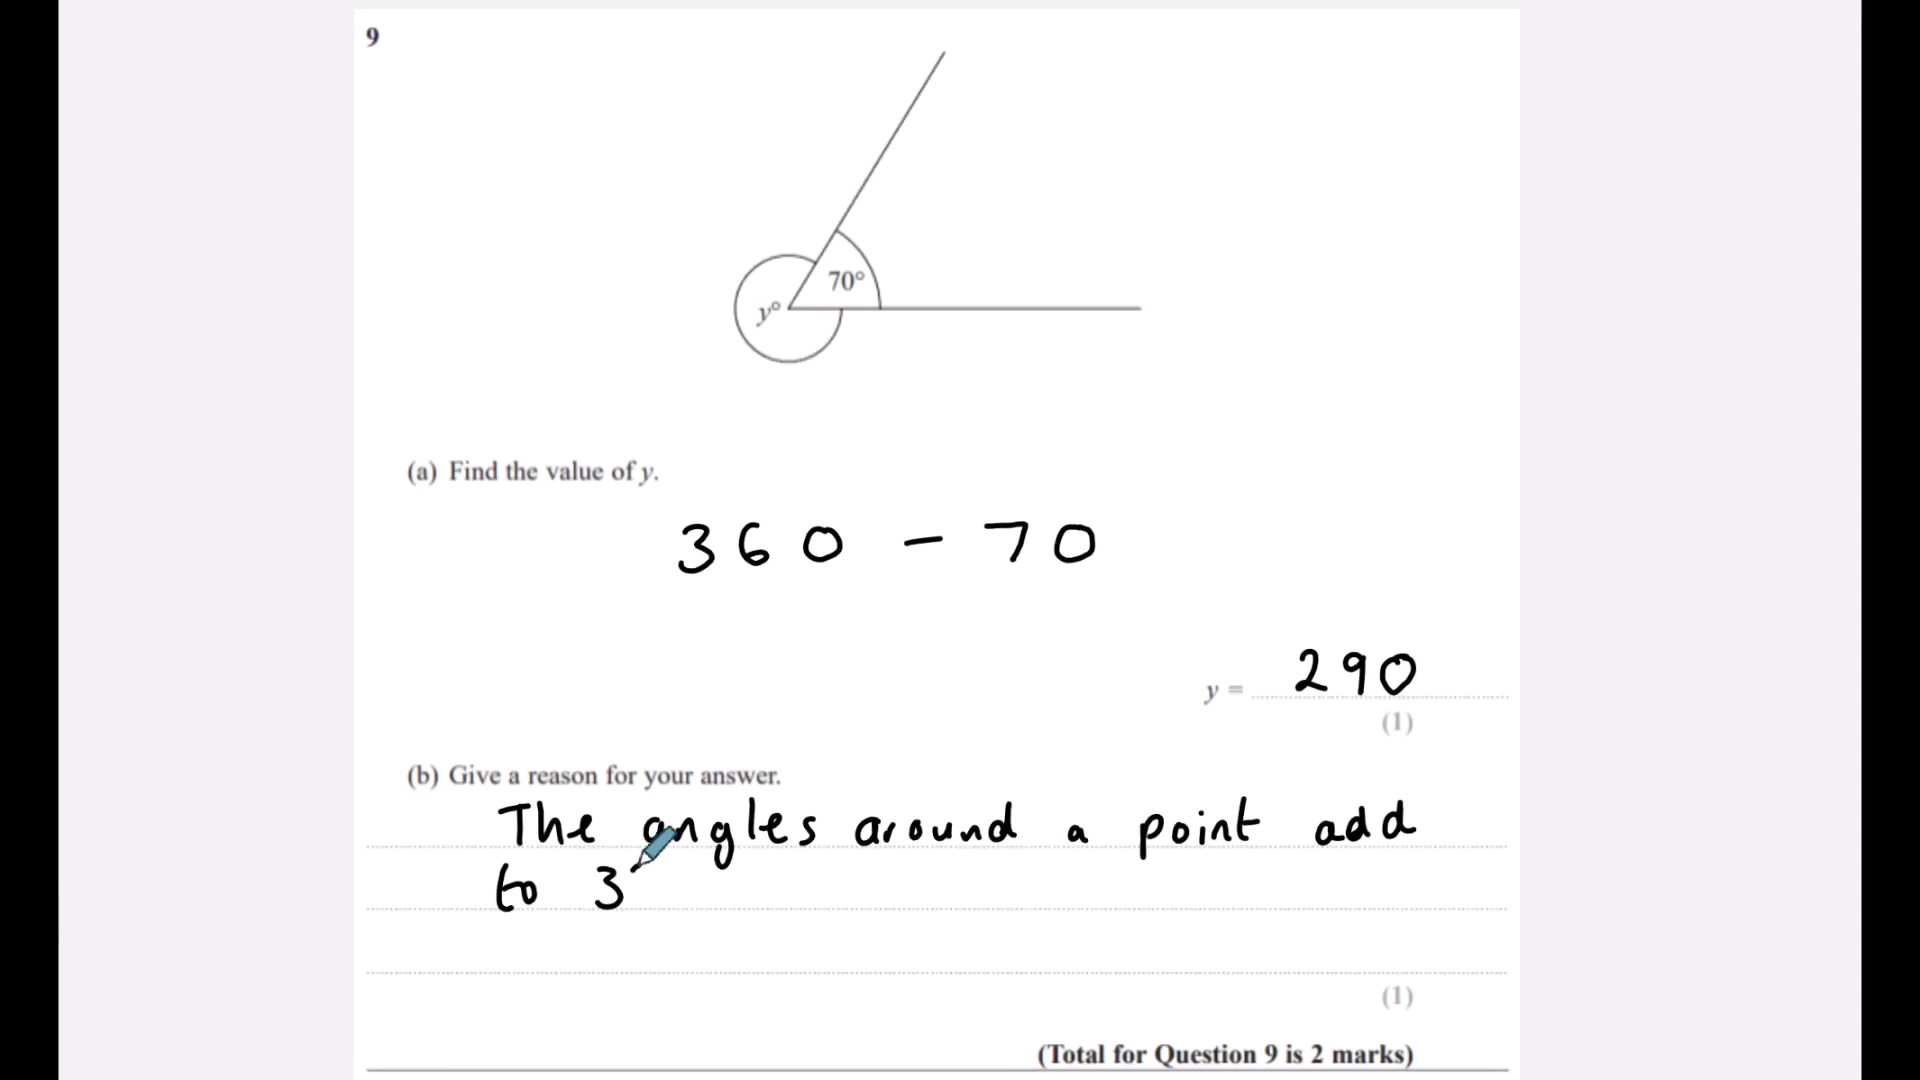 9
70°
y°
(a) Find the value of y.
360 - 70
y = 290
(1)
(b) Give a reason for your answer.
The angles around a point add
to 3
(1)
(Total for Question 9 is 2 marks)